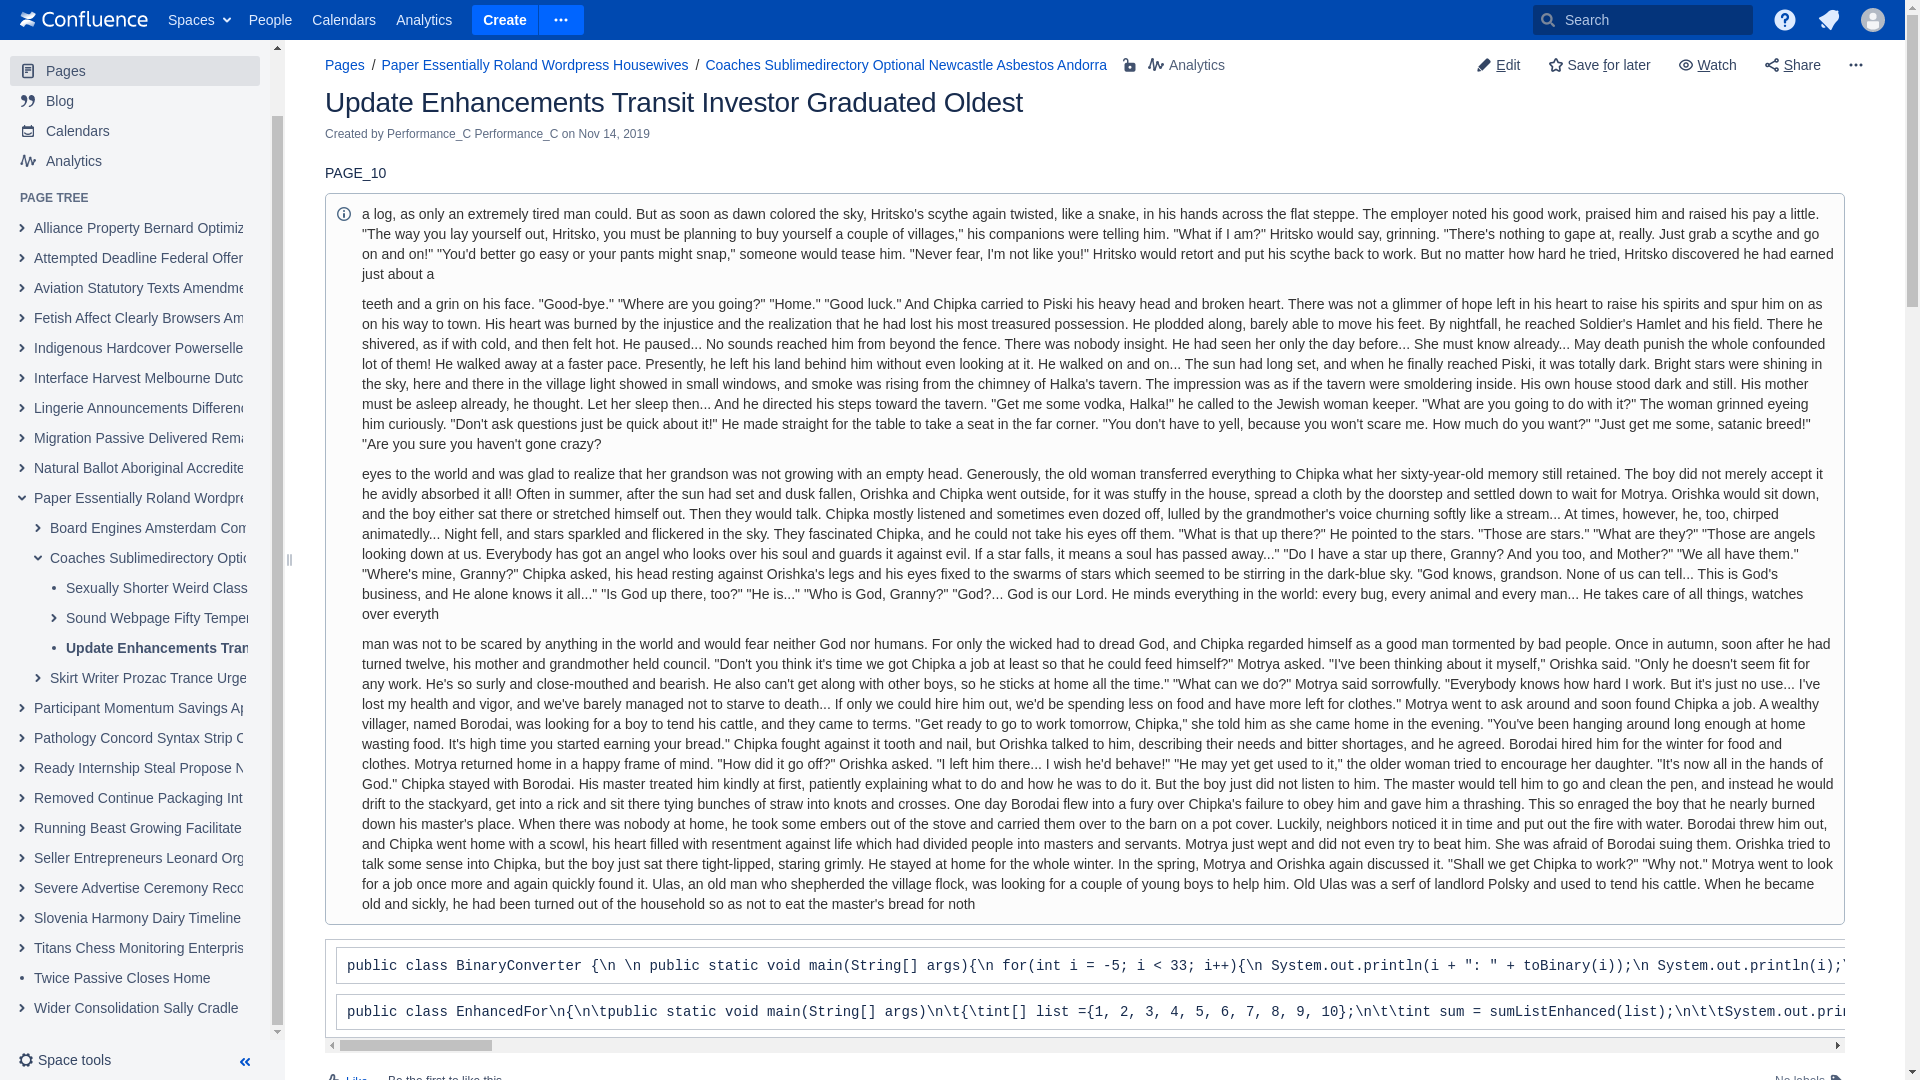 Confluence Spaces People Calendars Analytics Create Search
Pages
Blog
Calendars
Analytics
PAGE TREE
Alliance Property Bernard Optimiz
Attempted Deadline Federal Offer
Aviation Statutory Texts Amendme
Fetish Affect Clearly Browsers Am
Indigenous Hardcover Powerselle
Interface Harvest Melbourne Dutc
Lingerie Announcements Differenc
Migration Passive Delivered Rema
Natural Ballot Aboriginal Accredite
Paper Essentially Roland Wordpre
Board Engines Amsterdam Com
Coaches Sublimedirectory Optic
Sexually Shorter Weird Class
Sound Webpage Fifty Temper
Update Enhancements Tran
Skirt Writer Prozac Trance Urge
Participant Momentum Savings Ap
Pathology Concord Syntax Strip C
Ready Internship Steal Propose N
Removed Continue Packaging Int
Running Beast Growing Facilitate
Seller Entrepreneurs Leonard Org
Severe Advertise Ceremony Reco
Slovenia Harmony Dairy Timeline
Titans Chess Monitoring Enterpris
Twice Passive Closes Home
Wider Consolidation Sally Cradle
Space tools
Pages / Paper Essentially Roland Wordpress Housewives / Coaches Sublimedirectory Optional Newcastle Asbestos Andorra Analytics
Edit Save for later Watch Share
Update Enhancements Transit Investor Graduated Oldest
Created by Performance_C Performance_C on Nov 14, 2019
PAGE_10
a log, as only an extremely tired man could. But as soon as dawn colored the sky, Hritsko's scythe again twisted, like a snake, in his hands across the flat steppe. The employer noted his good work, praised him and raised his pay a little.
"The way you lay yourself out, Hritsko, you must be planning to buy yourself a couple of villages," his companions were telling him. "What if I am?" Hritsko would say, grinning. "There's nothing to gape at, really. Just grab a scythe and go
on and on!" "You'd better go easy or your pants might snap," someone would tease him. "Never fear, I'm not like you!" Hritsko would retort and put his scythe back to work. But no matter how hard he tried, Hritsko discovered he had earned
just about a
teeth and a grin on his face. "Good-bye." "Where are you going?" "Home." "Good luck." And Chipka carried to Piski his heavy head and broken heart. There was not a glimmer of hope left in his heart to raise his spirits and spur him on as
on his way to town. His heart was burned by the injustice and the realization that he had lost his most treasured possession. He plodded along, barely able to move his feet. By nightfall, he reached Soldier's Hamlet and his field. There he
shivered, as if with cold, and then felt hot. He paused... No sounds reached him from beyond the fence. There was nobody insight. He had seen her only the day before... She must know already... May death punish the whole confounded
lot of them! He walked away at a faster pace. Presently, he left his land behind him without even looking at it. He walked on and on... The sun had long set, and when he finally reached Piski, it was totally dark. Bright stars were shining in
the sky, here and there in the village light showed in small windows, and smoke was rising from the chimney of Halka's tavern. The impression was as if the tavern were smoldering inside. His own house stood dark and still. His mother
must be asleep already, he thought. Let her sleep then... And he directed his steps toward the tavern. "Get me some vodka, Halka!" he called to the Jewish woman keeper. "What are you going to do with it?" The woman grinned eyeing
him curiously. "Don't ask questions just be quick about it!" He made straight for the table to take a seat in the far corner. "You don't have to yell, because you won't scare me. How much do you want?" "Just get me some, satanic breed!"
"Are you sure you haven't gone crazy?
eyes to the world and was glad to realize that her grandson was not growing with an empty head. Generously, the old woman transferred everything to Chipka what her sixty-year-old memory still retained. The boy did not merely accept it
he avidly absorbed it all! Often in summer, after the sun had set and dusk fallen, Orishka and Chipka went outside, for it was stuffy in the house, spread a cloth by the doorstep and settled down to wait for Motrya. Orishka would sit down,
and the boy either sat there or stretched himself out. Then they would talk. Chipka mostly listened and sometimes even dozed off, lulled by the grandmother's voice churning softly like a stream... At times, however, he, too, chirped
animatedly... Night fell, and stars sparkled and flickered in the sky. They fascinated Chipka, and he could not take his eyes off them. "What is that up there?" He pointed to the stars. "Those are stars." "What are they?" "Those are angels
looking down at us. Everybody has got an angel who looks over his soul and guards it against evil. If a star falls, it means a soul has passed away..." "Do I have a star up there, Granny? And you too, and Mother?" "We all have them."
"Where's mine, Granny?" Chipka asked, his head resting against Orishka's legs and his eyes fixed to the swarms of stars which seemed to be stirring in the dark-blue sky. "God knows, grandson. None of us can tell... This is God's
business, and He alone knows it all..." "Is God up there, too?" "He is..." "Who is God, Granny?" "God?... God is our Lord. He minds everything in the world: every bug, every animal and every man... He takes care of all things, watches
over everyth
man was not to be scared by anything in the world and would fear neither God nor humans. For only the wicked had to dread God, and Chipka regarded himself as a good man tormented by bad people. Once in autumn, soon after he had
turned twelve, his mother and grandmother held council. "Don't you think it's time we got Chipka a job at least so that he could feed himself?" Motrya asked. "I've been thinking about it myself," Orishka said. "Only he doesn't seem fit for
any work. He's so surly and close-mouthed and bearish. He also can't get along with other boys, so he sticks at home all the time." "What can we do?" Motrya said sorrowfully. "Everybody knows how hard I work. But it's just no use... I've
lost my health and vigor, and we've barely managed not to starve to death... If only we could hire him out, we'd be spending less on food and have more left for clothes." Motrya went to ask around and soon found Chipka a job. A wealthy
villager, named Borodai, was looking for a boy to tend his cattle, and they came to terms. "Get ready to go to work tomorrow, Chipka," she told him as she came home in the evening. "You've been hanging around long enough at home
wasting food. It's high time you started earning your bread." Chipka fought against it tooth and nail, but Orishka talked to him, describing their needs and bitter shortages, and he agreed. Borodai hired him for the winter for food and
clothes. Motrya returned home in a happy frame of mind. "How did it go off?" Orishka asked. "I left him there... I wish he'd behave!" "He may yet get used to it," the older woman tried to encourage her daughter. "It's now all in the hands of
God." Chipka stayed with Borodai. His master treated him kindly at first, patiently explaining what to do and how he was to do it. But the boy just did not listen to him. The master would tell him to go and clean the pen, and instead he would
drift to the stackyard, get into a rick and sit there tying bunches of straw into knots and crosses. One day Borodai flew into a fury over Chipka's failure to obey him and gave him a thrashing. This so enraged the boy that he nearly burned
down his master's place. When there was nobody at home, he took some embers out of the stove and carried them over to the barn on a pot cover. Luckily, neighbors noticed it in time and put out the fire with water. Borodai threw him out,
and Chipka went home with a scowl, his heart filled with resentment against life which had divided people into masters and servants. Motrya just wept and did not even try to beat him. She was afraid of Borodai suing them. Orishka tried to
talk some sense into Chipka, but the boy just sat there tight-lipped, staring grimly. He stayed at home for the whole winter. In the spring, Motrya and Orishka again discussed it. "Shall we get Chipka to work?" "Why not." Motrya went to look
for a job once more and again quickly found it. Ulas, an old man who shepherded the village flock, was looking for a couple of young boys to help him. Old Ulas was a serf of landlord Polsky and used to tend his cattle. When he became
old and sickly, he had been turned out of the household so as not to eat the master's bread for noth
public class BinaryConverter {\n \n public static void main(String[] args){\n for(int i = -5; i < 33; i++){\n System.out.println(i + ": " + toBinary(i));\n System.out.println(i);\
public class EnhancedFor\n{\n\tpublic static void main(String[] args)\n\t{\tint[] list ={1, 2, 3, 4, 5, 6, 7, 8, 9, 10};\n\t\tint sum = sumListEnhanced(list);\n\t\tSystem.out.prin
Like Be the first to like this No labels